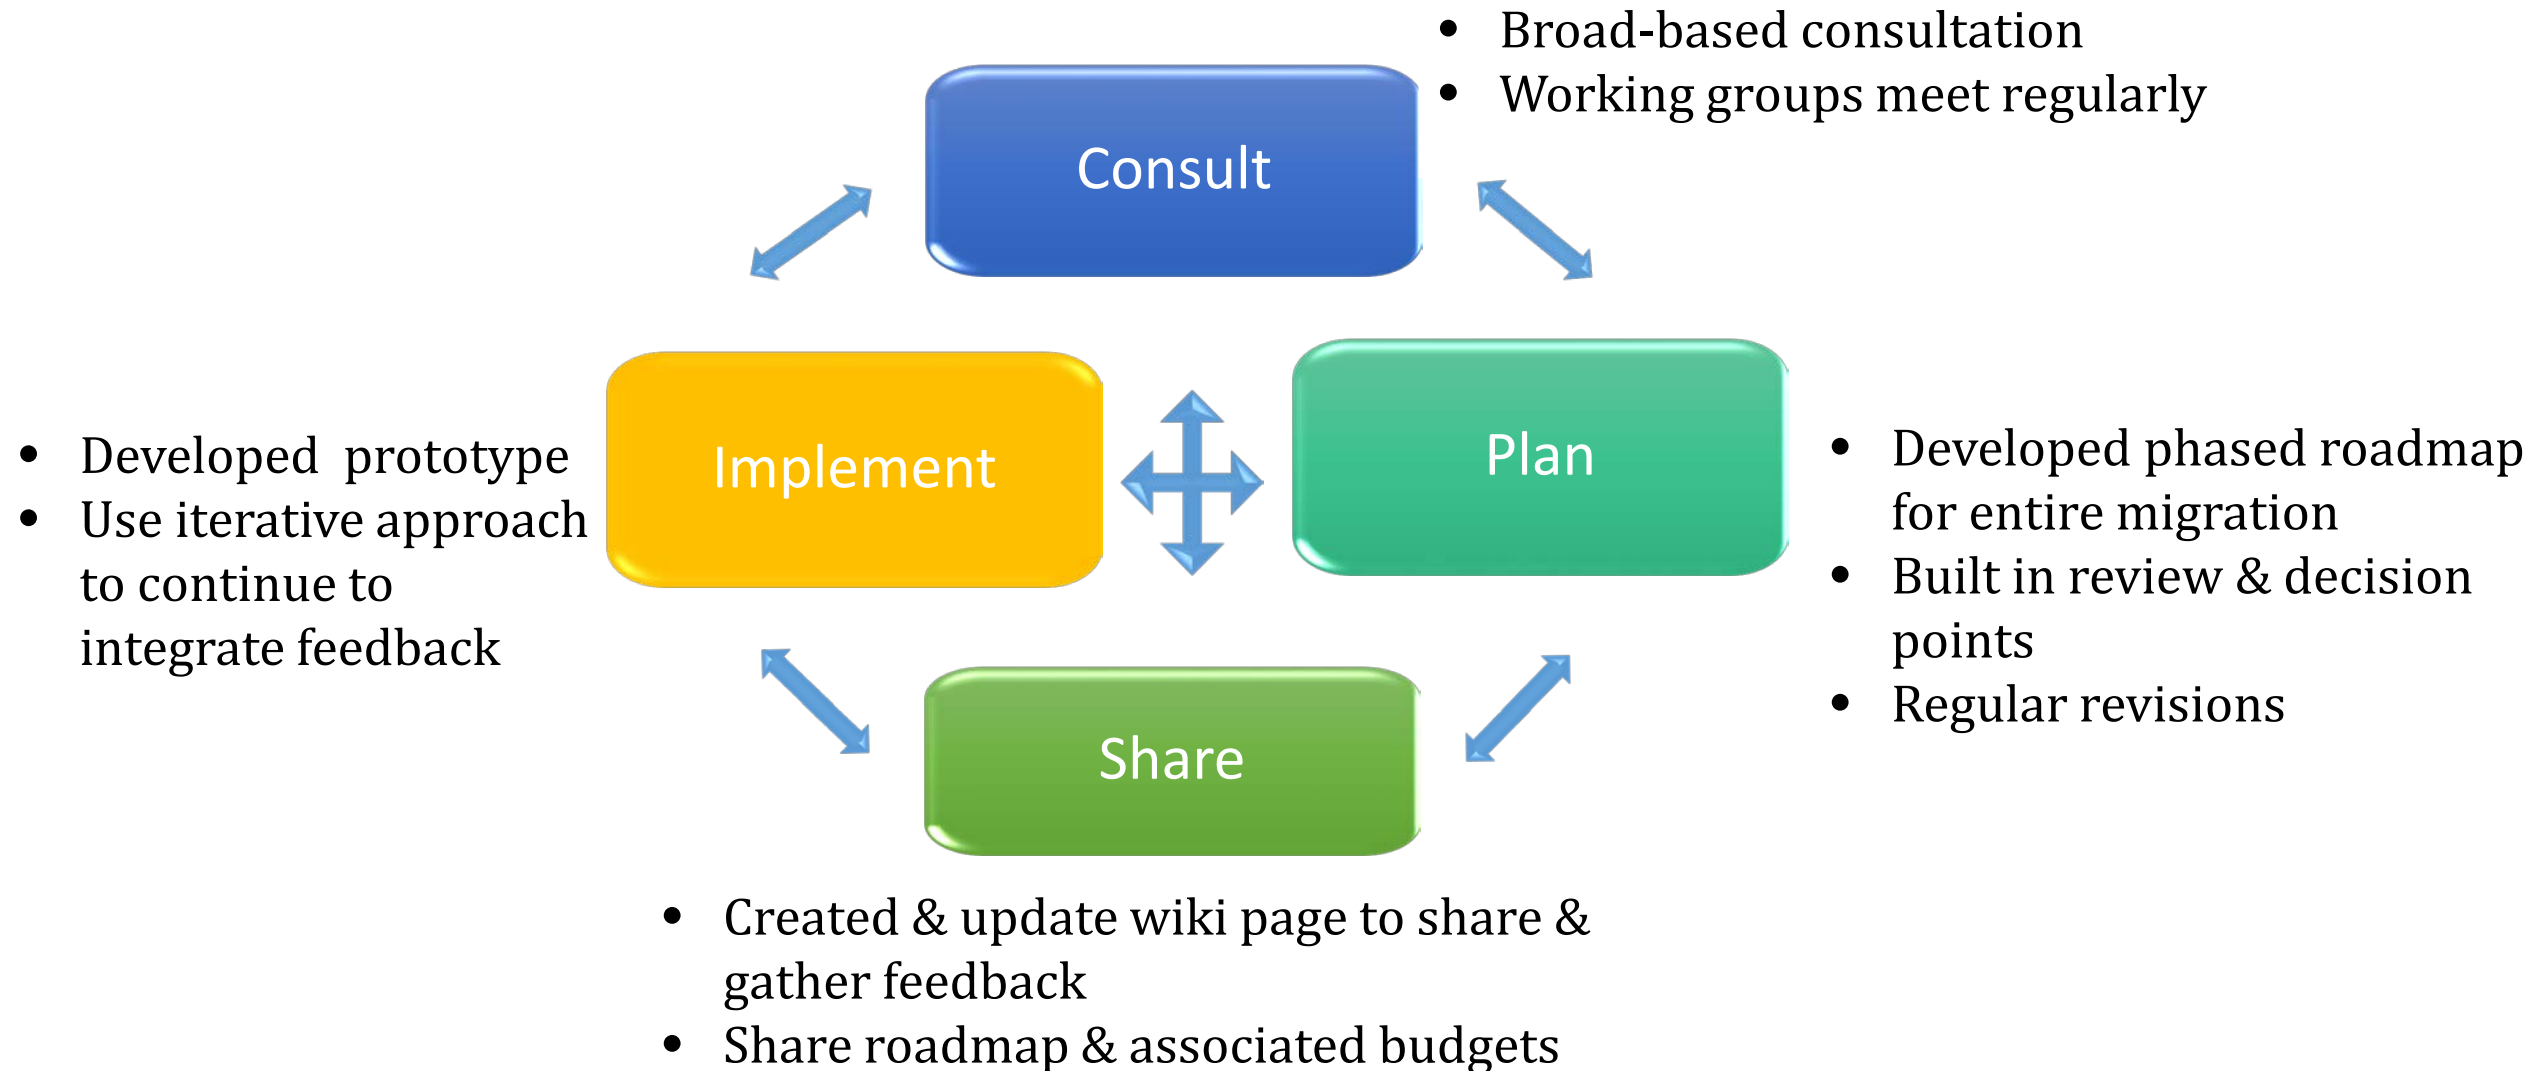 • Broad-based consultation
• Working groups meet regularly
Consult
Implement
Plan
• Developed  prototype
• Use iterative approach
to continue to
integrate feedback
• Developed phased roadmap
for entire migration
• Built in review & decision
points
• Regular revisions
Share
• Created & update wiki page to share &
gather feedback
• Share roadmap & associated budgets